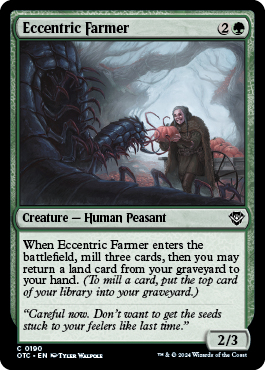 Eccentric Farmer
2
Creature — Human Peasant
When Eccentric Farmer enters the
battlefield, mill three cards, then you may
return a land card from your graveyard to
your hand. (To mill a card, put the top card
of your library into your graveyard.)
“Careful now. Don’t want to get the seeds
stuck to your feelers like last time.”
2/3
C 0190
OTC • EN Tyler Walpole
™ & © 2024 Wizards of the Coast